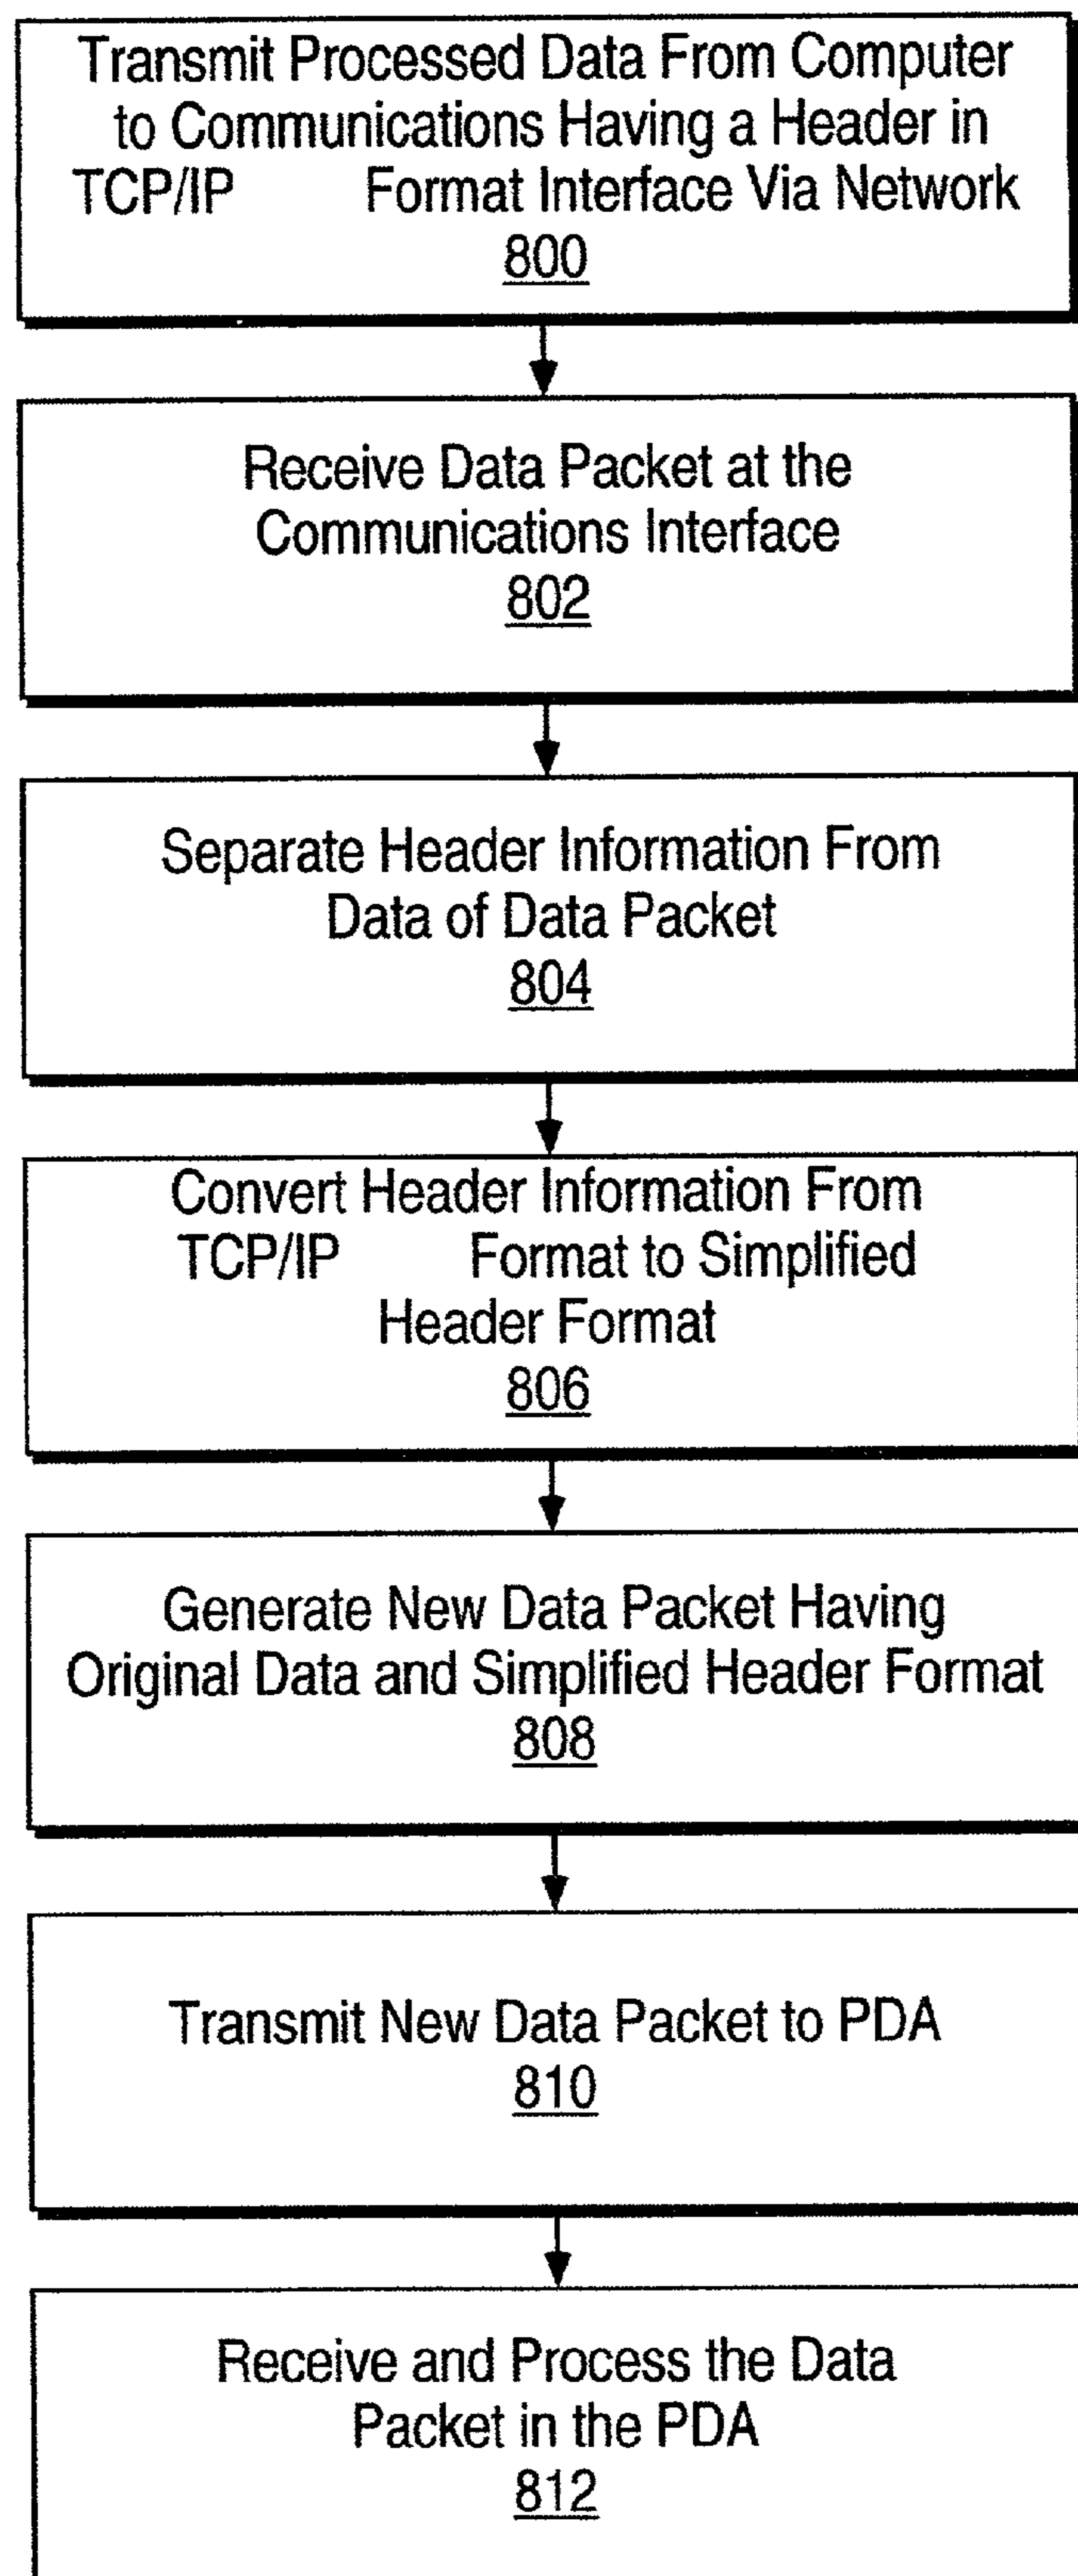 Transmit Processed Data From Computer
to Communications Having a Header in
TCP/IP Format Interface Via Network
800
Receive Data Packet at the
Communications Interface
802
Separate Header Information From
Data of Data Packet
804
Convert Header Information From
TCP/IP Format to Simplified
Header Format
806
Generate New Data Packet Having
Original Data and Simplified Header Format
808
Transmit New Data Packet to PDA
810
Receive and Process the Data
Packet in the PDA
812